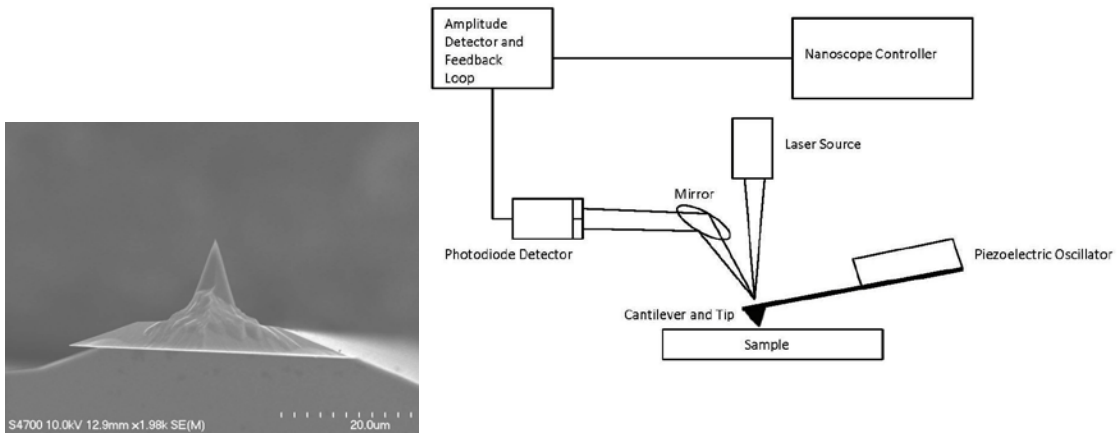 Amplitude
Detector and
Feedback
Loop
Nanoscope Controller
Laser Source
Mirror
Photodiode Detector
Piezoelectric Oscillator
Cantilever and Tip
Sample
S4700 10.0kV 12.9mm x1.98k SE(M)
20.0um